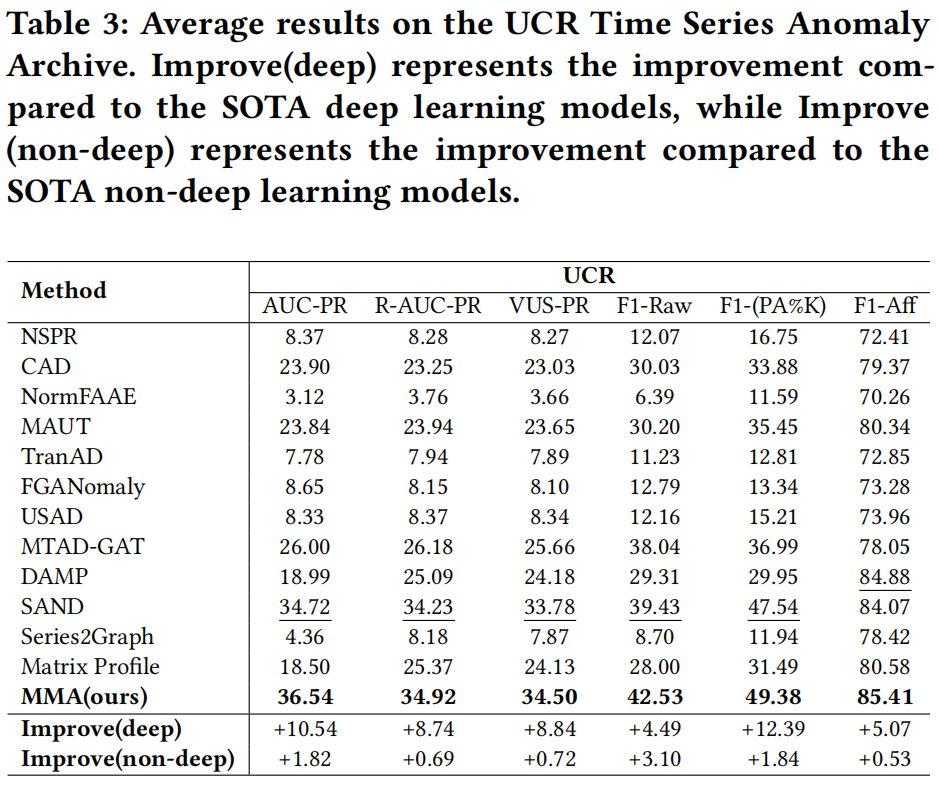 Table 3: Average results on the UCR Time Series Anomaly
Archive. Improve(deep) represents the improvement com-
pared to the SOTA deep learning models, while Improve
(non-deep) represents the improvement compared to the
SOTA non-deep learning models.
Method UCR
AUC-PR R-AUC-PR VUS-PR F1-Raw F1-(PA%K) F1-Aff
NSPR 8.37 8.28 8.27 12.07 16.75 72.41
CAD 23.90 23.25 23.03 30.03 33.88 79.37
NormFAAE 3.12 3.76 3.66 6.39 11.59 70.26
MAUT 23.84 23.94 23.65 30.20 35.45 80.34
TranAD 7.78 7.94 7.89 11.23 12.81 72.85
FGANomaly 8.65 8.15 8.10 12.79 13.34 73.28
USAD 8.33 8.37 8.34 12.16 15.21 73.96
MTAD-GAT 26.00 26.18 25.66 38.04 36.99 78.05
DAMP 18.99 25.09 24.18 29.31 29.95 84.88
SAND 34.72 34.23 33.78 39.43 47.54 84.07
Series2Graph 4.36 8.18 7.87 8.70 11.94 78.42
Matrix Profile 18.50 25.37 24.13 28.00 31.49 80.58
MMA(ours) 36.54 34.92 34.50 42.53 49.38 85.41
Improve(deep) +10.54 +8.74 +8.84 +4.49 +12.39 +5.07
Improve(non-deep) +1.82 +0.69 +0.72 +3.10 +1.84 +0.53